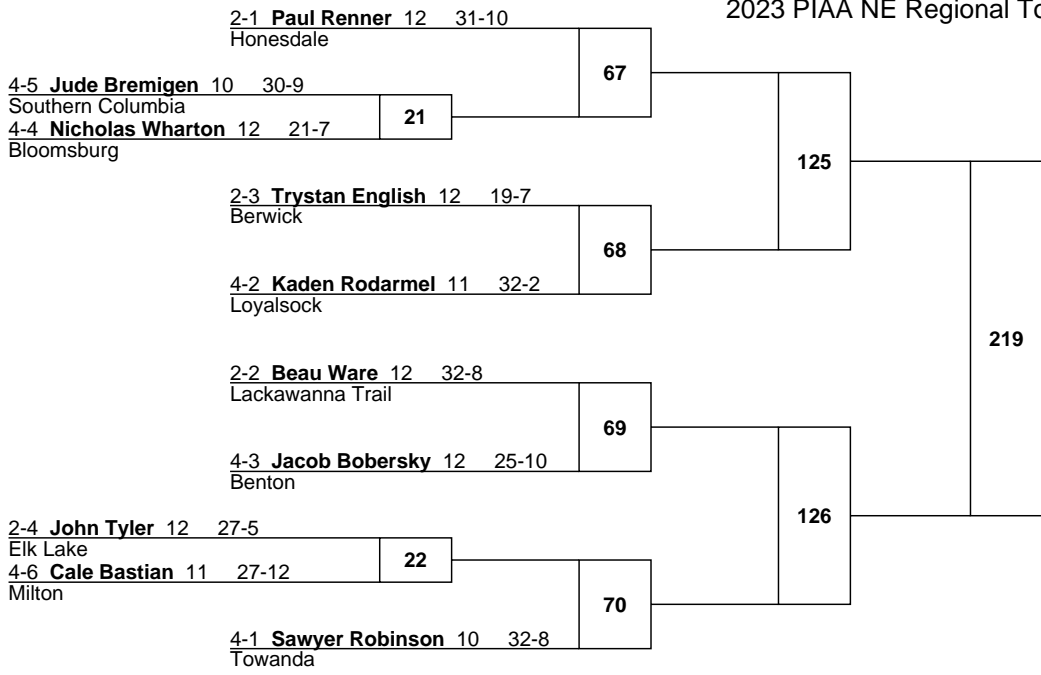 2023 PIAA NE Regional To
2-1 Paul Renner 12 31-10
Honesdale
67
4-5 Jude Bremigen 10 30-9
Southern Columbia
21
4-4 Nicholas Wharton 12 21-7
Bloomsburg
125
2-3 Trystan English 12 19-7
Berwick
68
4-2 Kaden Rodarmel 11 32-2
Loyalsock
219
2-2 Beau Ware 12 32-8
Lackawanna Trail
69
4-3 Jacob Bobersky 12 25-10
Benton
126
2-4 John Tyler 12 27-5
Elk Lake
22
4-6 Cale Bastian 11 27-12
Milton
70
4-1 Sawyer Robinson 10 32-8
Towanda